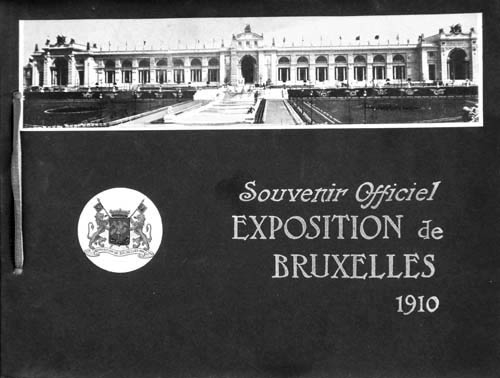 Souvenir Officiel
EXPOSITION de
BRUXELLES
1910